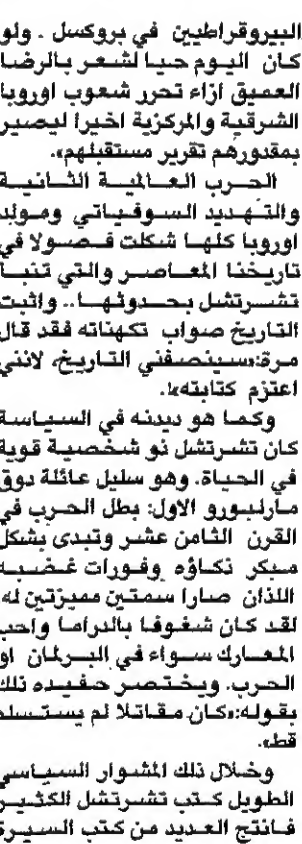 البيروقراطيين في بروكسل . ولو
كان اليوم حيا لشعر بالرضا
العميق ازاء تحرر شعوب اوروبا
الشرقية والمركزية اخيرا ليصير
بمقدورهم تقرير مستقبلهم».
الحرب العالمية الثانية
والتهديد السوفياتي ومولد
اوروبا كلها شكلت فصولا في
تاريخنا المعاصر والتي تنبأ
تشرتشل بحدوثها.. واثبت
التاريخ صواب تكهناته فقد قال
مرة:«سينصفني التاريخ، لانني
اعتزم كتابته»!.
وكما هو ديدنه في السياسة
كان تشرتشل ذو شخصية قوية
في الحياة. وهو سليل عائلة دوق
مارلبورو الاول: بطل الحرب في
القرن الثامن عشر وتبدى بشكل
مبكر ذكاؤه وفورات غضبه
اللذان صارا سمتين مميزتين له
لقد كان شغوفا بالدراما واحب
المعارك سواء في البرلمان او
الحرب. ويختصر حفيده ذلك
بقوله:«كان مقاتلا لم يستسلم
قط».
وخلال ذلك المشوار السياسي
الطويل كتب تشرتشل الكثير
فانتج العديد من كتب السيرة